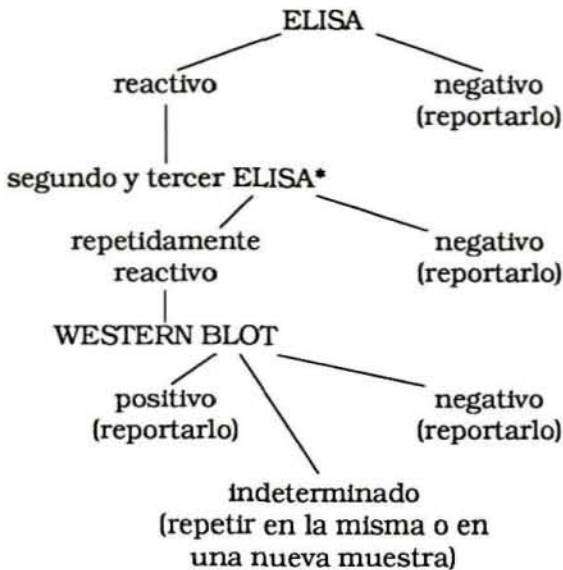 ELISA
reactivo
negativo
(reportarlo)
segundo y tercer ELISA*
repetidamente
reactivo
negativo
(reportarlo)
WESTERN BLOT
positivo
(reportarlo)
negativo
(reportarlo)
indeterminado
(repetir en la misma o en
una nueva muestra)